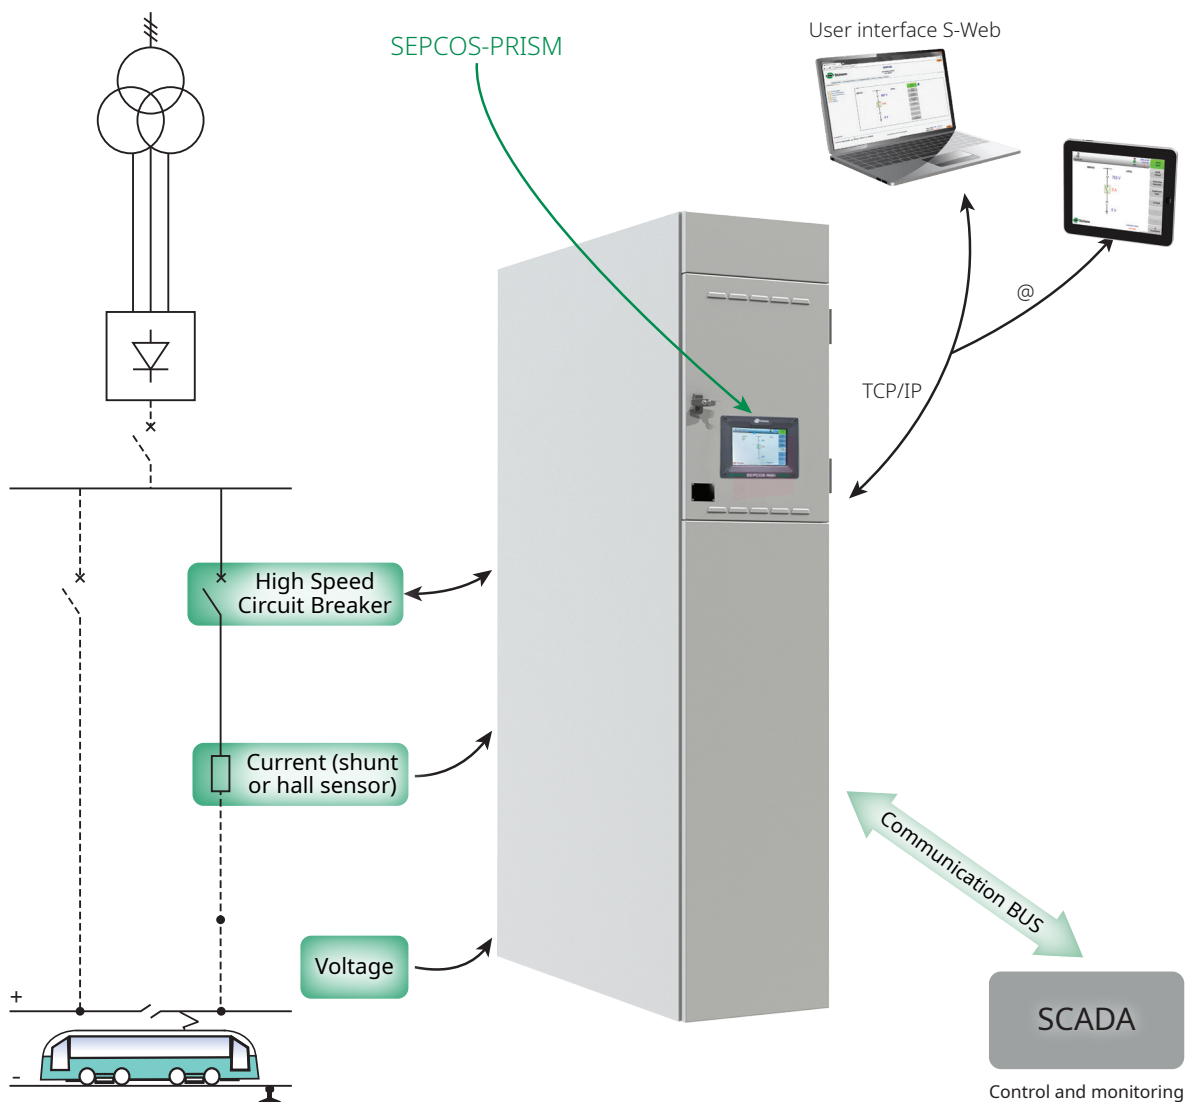 User interface S-Web
SEPCOS-PRISM
@
TCP/IP
High Speed
Circuit Breaker
Current (shunt
or hall sensor)
Communication BUS
Voltage
+
-
SCADA
Control and monitoring